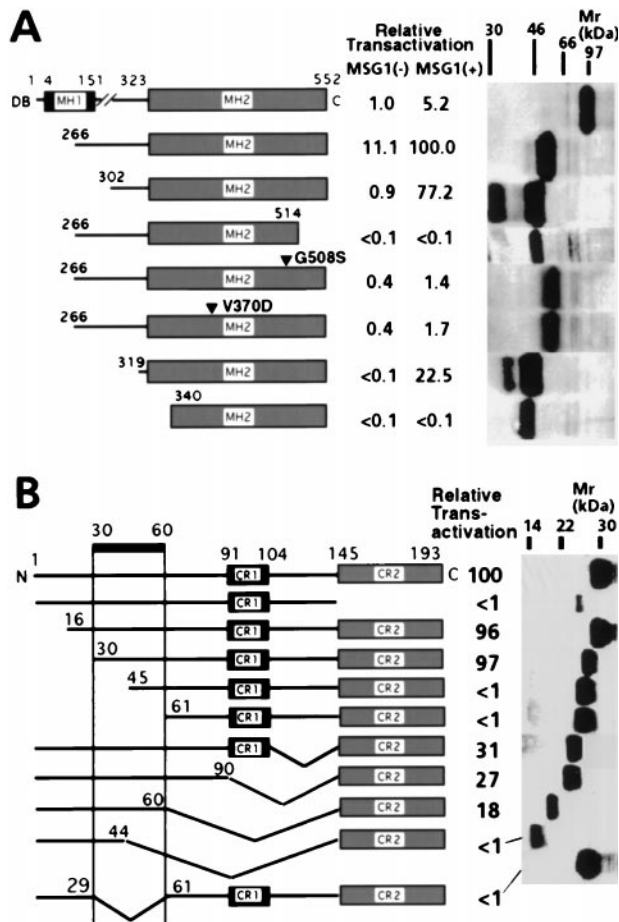 A
Relative Transactivation
MSG1(-) MSG1(+)
Mr (kDa)
30 46 66 97
1 4 151 323 552
DB MH1 MH2 C 1.0 5.2
266 MH2 11.1 100.0
302 MH2 0.9 77.2
514
266 MH2 <0.1 <0.1
G508S
266 MH2 0.4 1.4
V370D
266 MH2 0.4 1.7
319 MH2 <0.1 22.5
340
MH2 <0.1 <0.1
B
Relative Trans-activation
Mr (kDa)
14 22 30
30 60
1 91 104 145 193
N CR1 CR2 C 100
CR1 <1
16 CR1 CR2 96
30 CR1 CR2 97
45 CR1 CR2 <1
61 CR1 CR2 <1
CR1 CR2 31
90 CR2 27
60 CR2 18
44 CR2 <1
29 61 CR1 CR2 <1